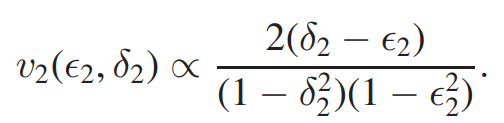 v₂(ϵ₂, δ₂) ∝ 2(δ₂ − ϵ₂) / (1 − δ₂²)(1 − ϵ₂²).